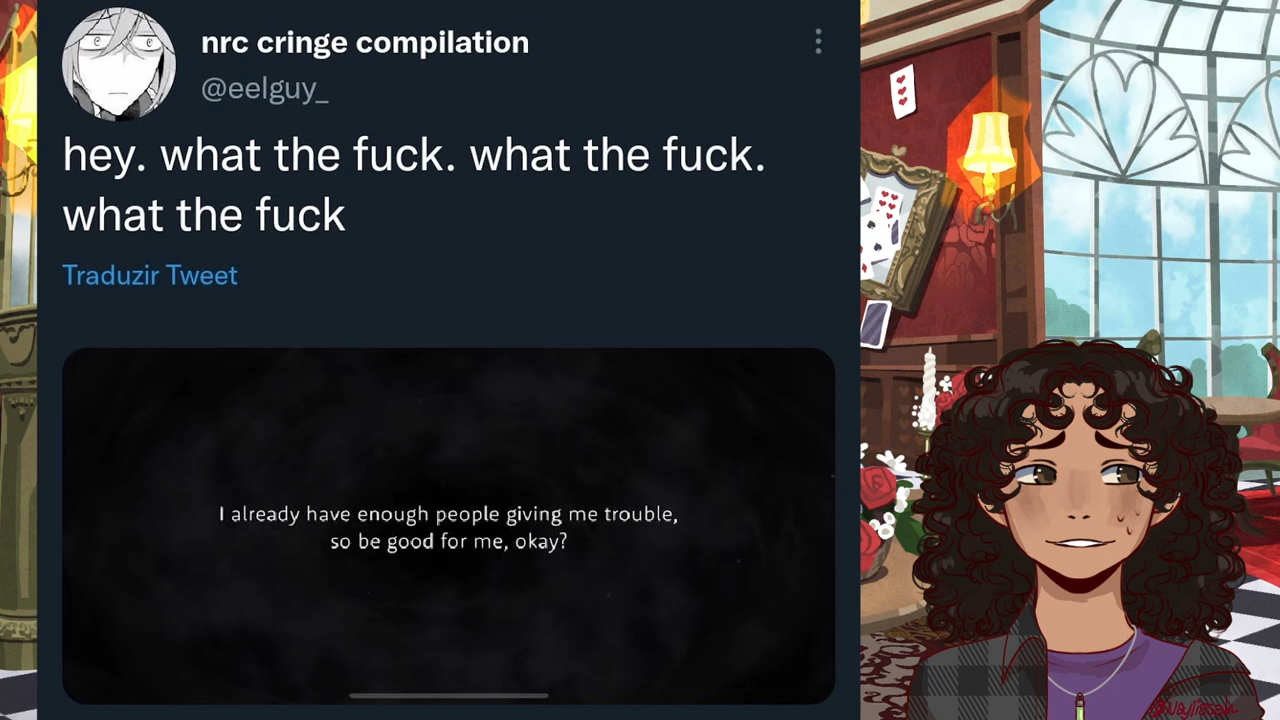 nrc cringe compilation
@eelguy_
hey. what the fuck. what the fuck.
what the fuck
Traduzir Tweet
I already have enough people giving me trouble,
so be good for me, okay?